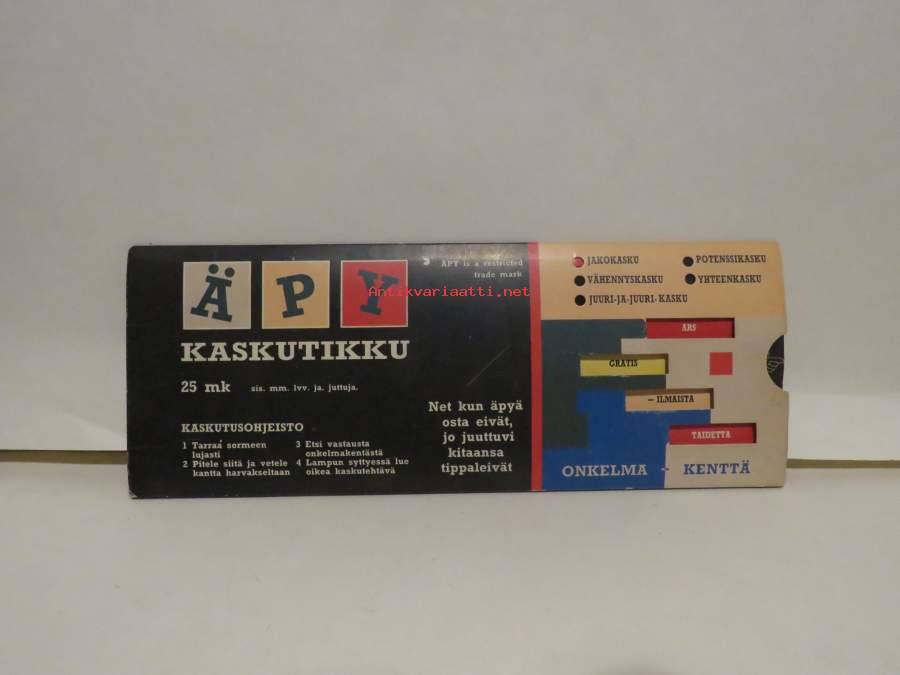 ÄPY
KASKUTIKKU
25 mk sis. mm. lvv. ja. juttuja.
KASKUTUSOHJEISTO
1 Tarraa sormeen
lujasti
2 Pitele siitä ja vetele
kantta harvakseltaan
3 Etsi vastausta
onkelmakentästä
4 Lampun syttyessä lue
oikea kaskutehtävä
ÄPY is a restricted
trade mark
Net kun äpyä
osta eivät,
jo juuttuvi
kitaansa
tippaleivät
JAKOKASKU
VÄHENNYSKASKU
JUURI-JA-JUURI-KASKU
POTENSSIKASKU
YHTEENKASKU
ARS
GRATIS
— ILMAISTA
TAIDETTA
ONKELMA - KENTTÄ
Antikvariaatti.net